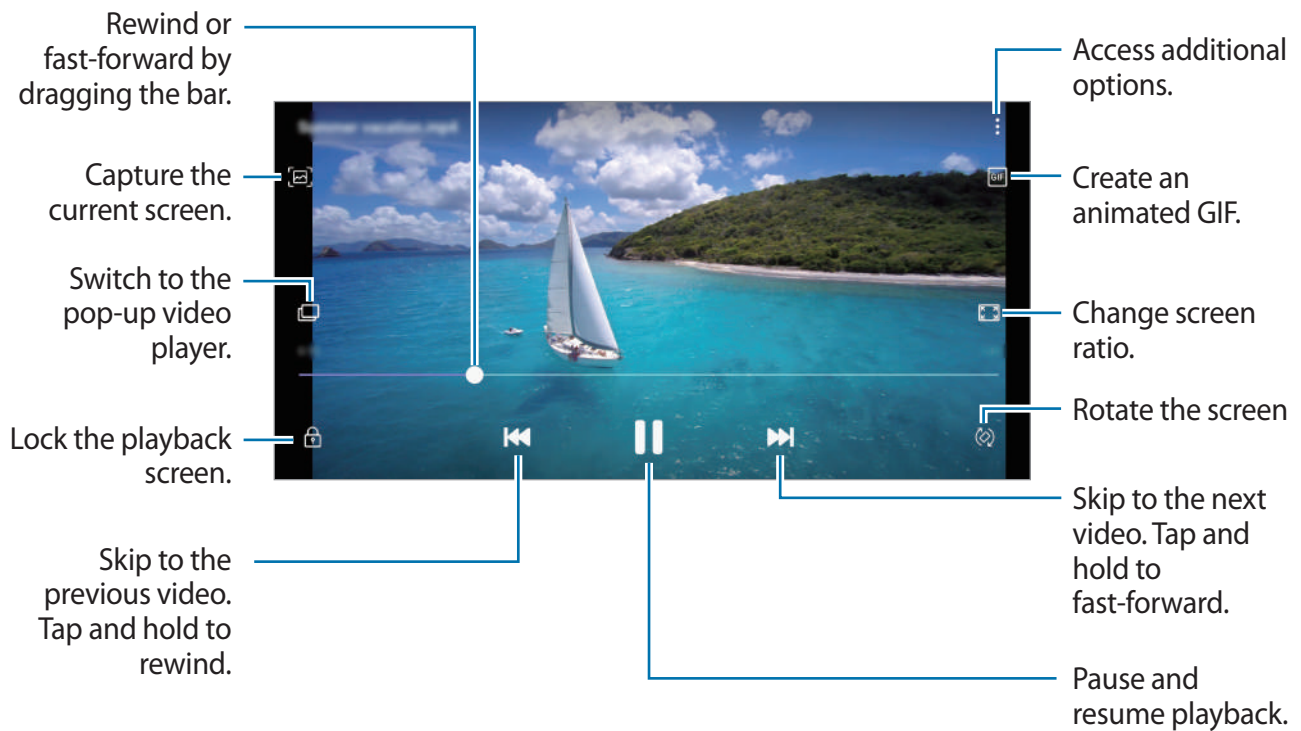 Rewind or
fast-forward by
dragging the bar.
Capture the
current screen.
Switch to the
pop-up video
player.
Lock the playback
screen.
Skip to the
previous video.
Tap and hold to
rewind.
Access additional
options.
GIF
Create an
animated GIF.
Change screen
ratio.
Rotate the screen
Skip to the next
video. Tap and
hold to
fast-forward.
Pause and
resume playback.